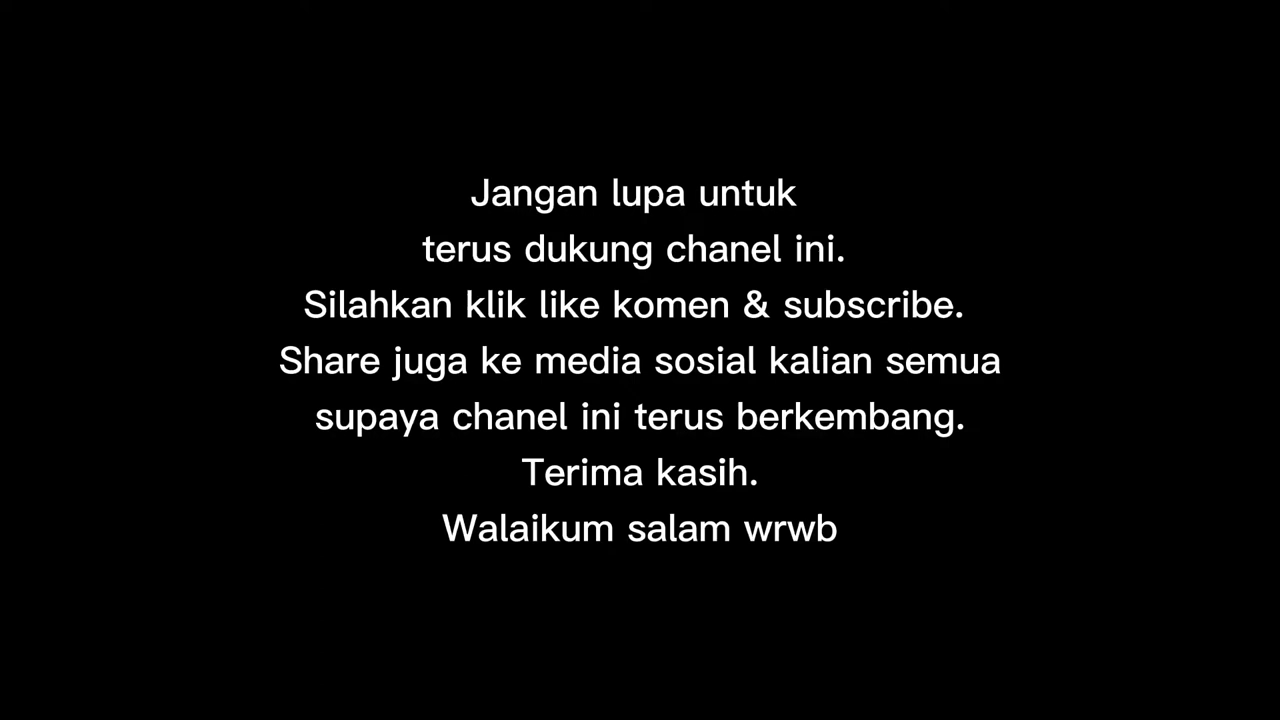 Jangan lupa untuk
terus dukung chanel ini.
Silahkan klik like komen & subscribe.
Share juga ke media sosial kalian semua
supaya chanel ini terus berkembang.
Terima kasih.
Walaikum salam wrwb